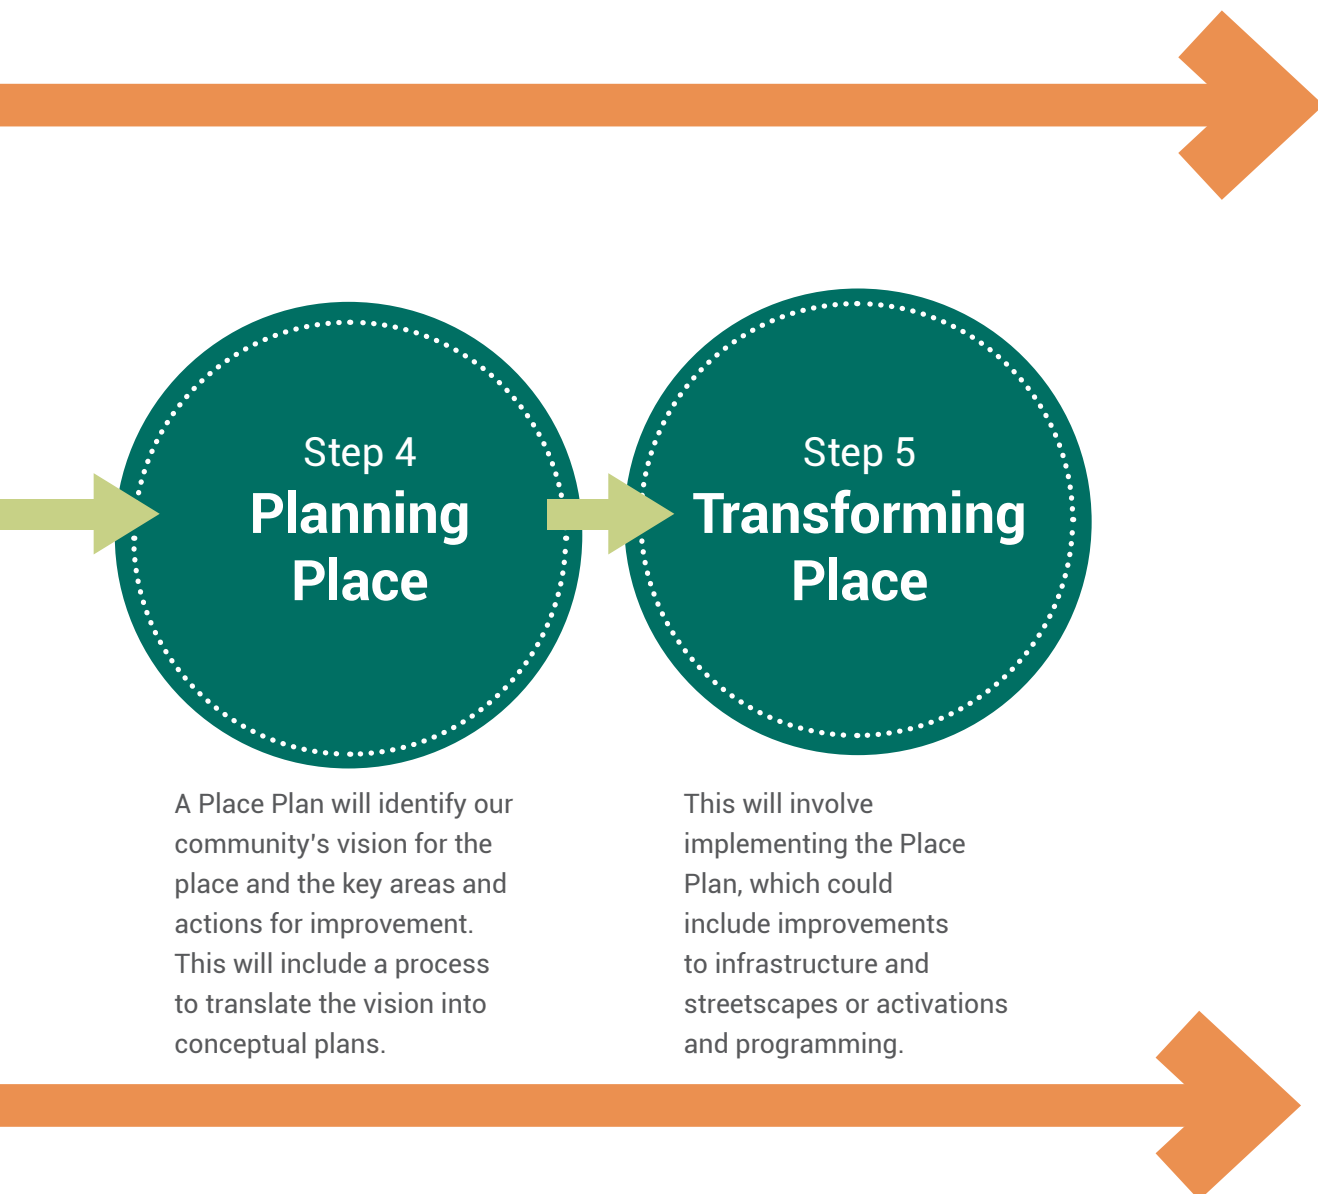 Step 4
Planning
Place
A Place Plan will identify our
community's vision for the
place and the key areas and
actions for improvement.
This will include a process
to translate the vision into
conceptual plans.
Step 5
Transforming
Place
This will involve
implementing the Place
Plan, which could
include improvements
to infrastructure and
streetscapes or activations
and programming.